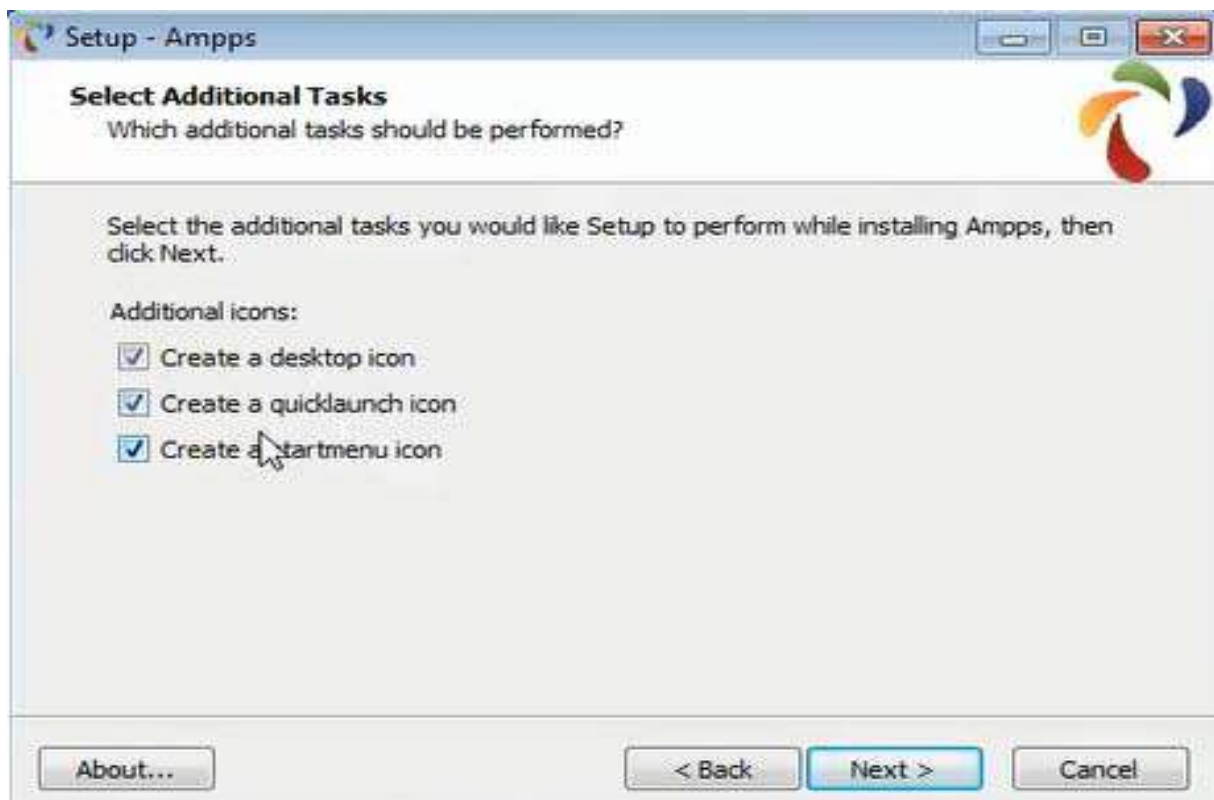 Setup - Ampps
Select Additional Tasks
Which additional tasks should be performed?
Select the additional tasks you would like Setup to perform while installing Ampps, then
click Next.
Additional icons:
Create a desktop icon
Create a quicklaunch icon
Create a startmenu icon
About...
< Back
Next >
Cancel